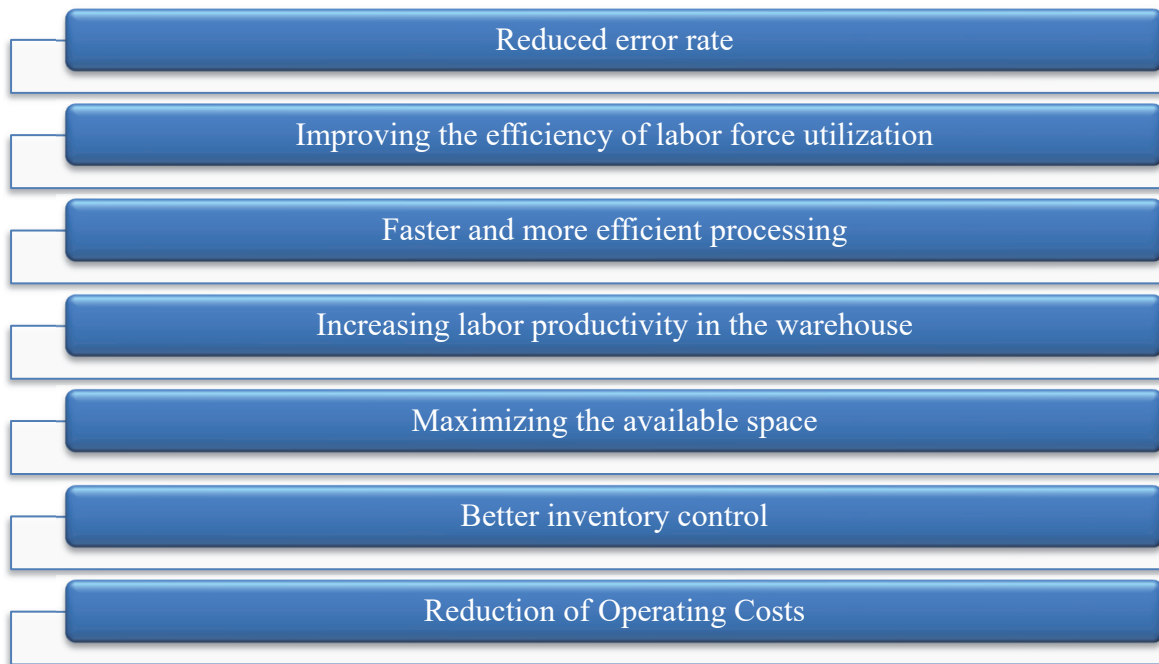 Reduced error rate
Improving the efficiency of labor force utilization
Faster and more efficient processing
Increasing labor productivity in the warehouse
Maximizing the available space
Better inventory control
Reduction of Operating Costs